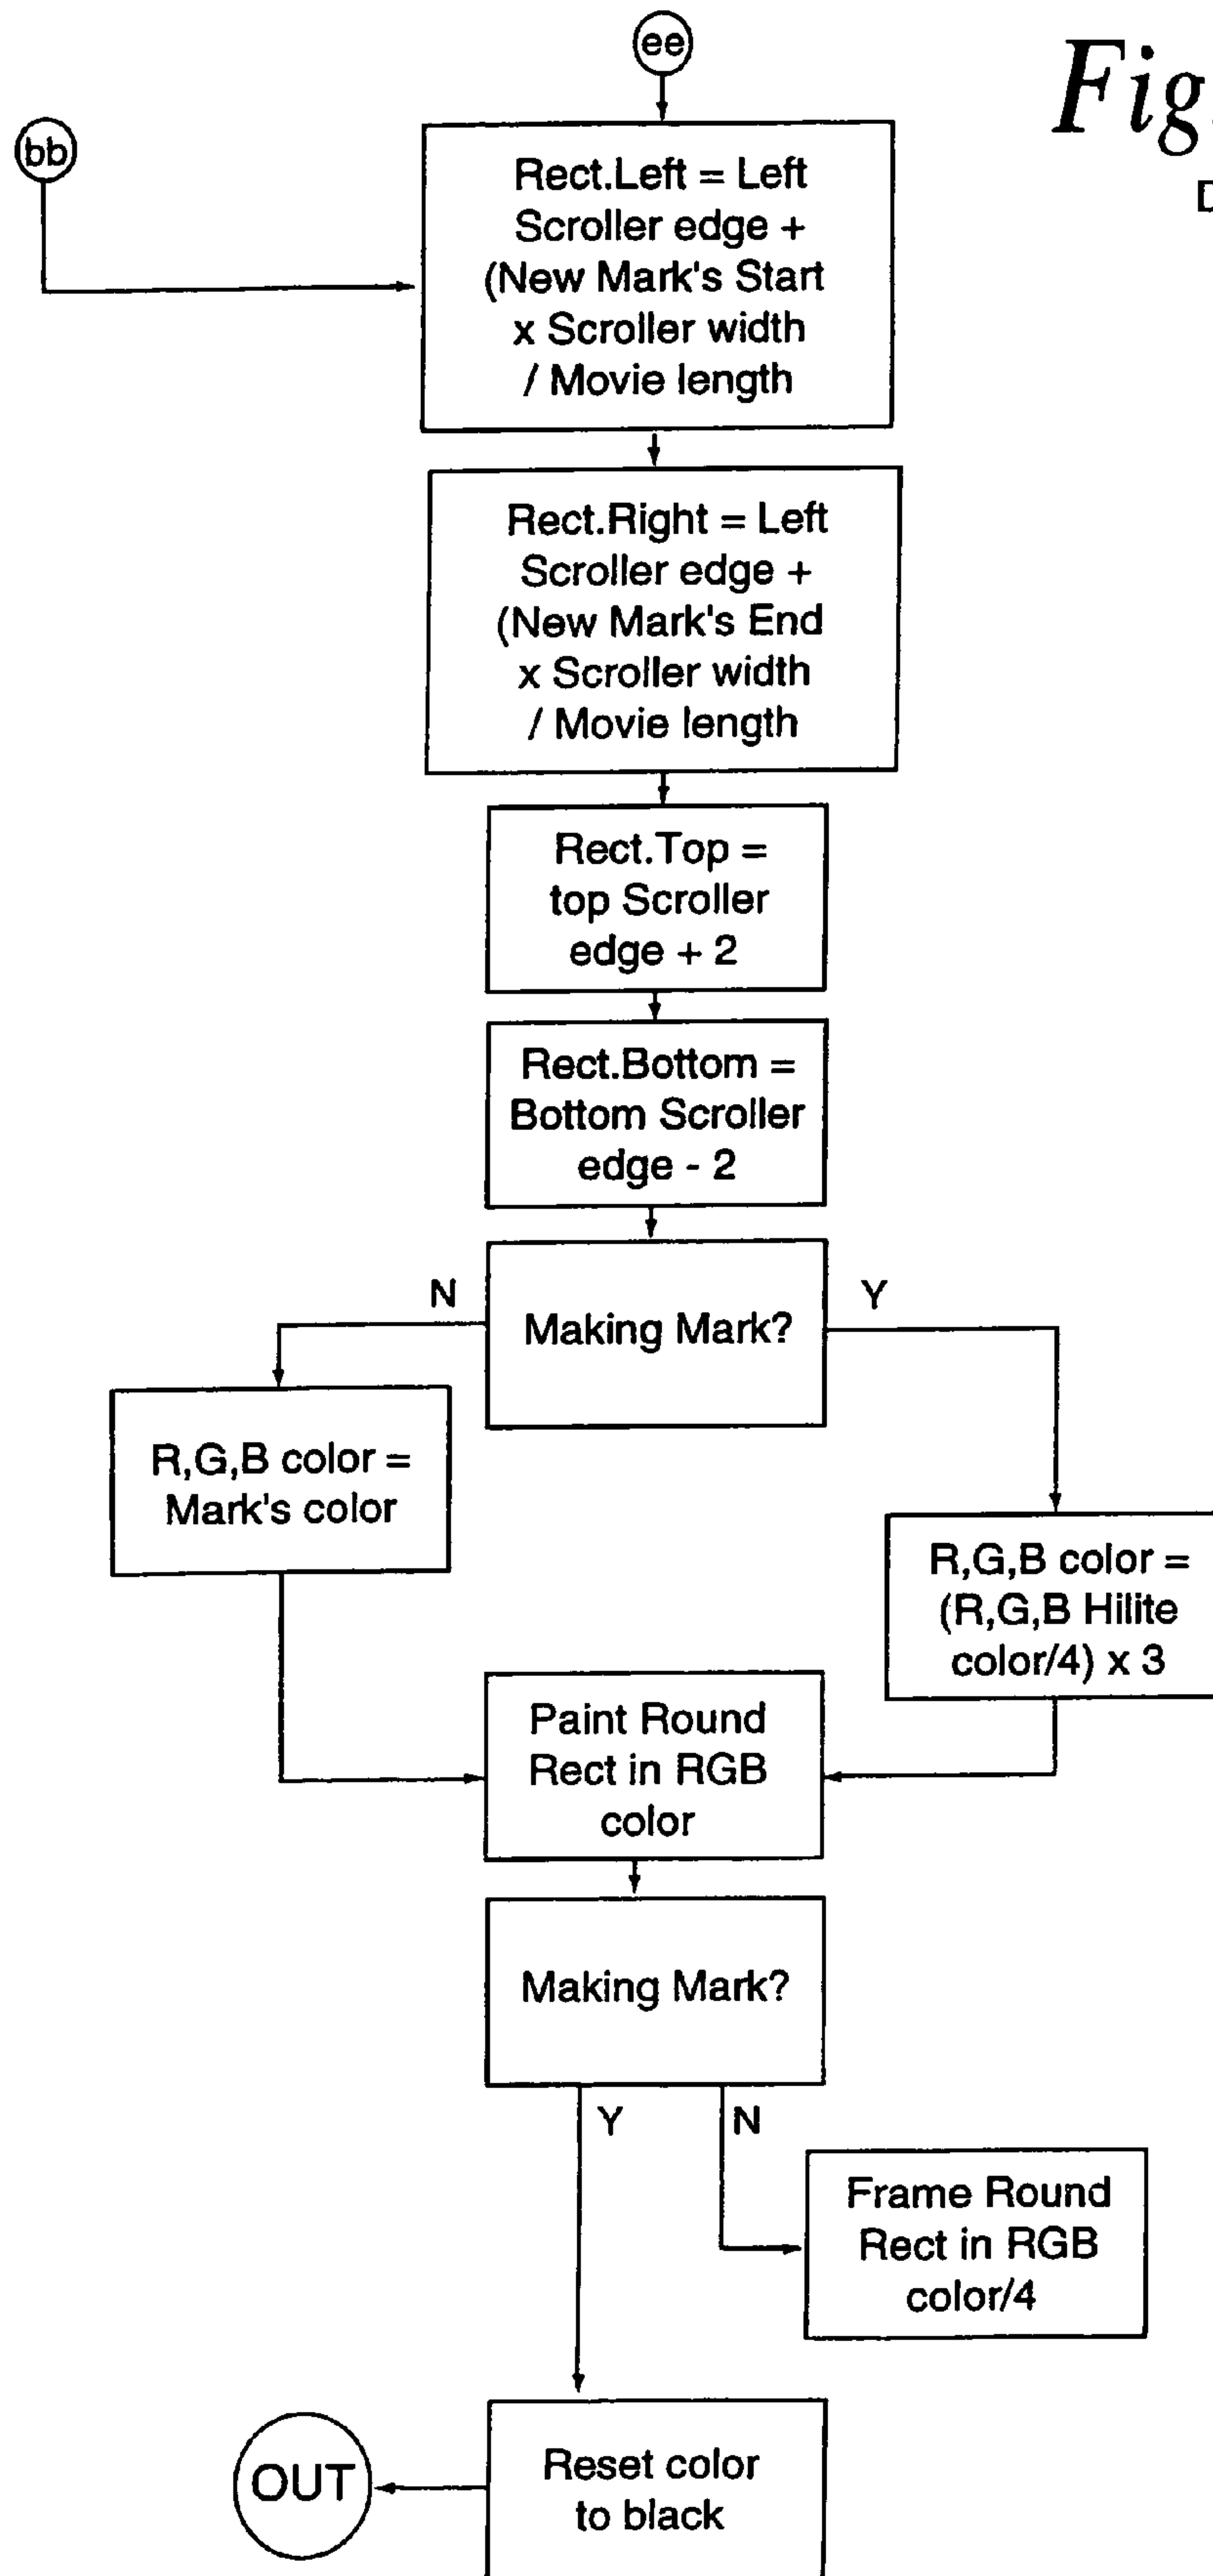 ee
Fig.
D
bb
Rect.Left = Left
Scroller edge +
(New Mark's Start
x Scroller width
/ Movie length
Rect.Right = Left
Scroller edge +
(New Mark's End
x Scroller width
/ Movie length
Rect.Top =
top Scroller
edge + 2
Rect.Bottom =
Bottom Scroller
edge - 2
N
Making Mark?
Y
R,G,B color =
Mark's color
R,G,B color =
(R,G,B Hilite
color/4) x 3
Paint Round
Rect in RGB
color
Making Mark?
Y
N
Frame Round
Rect in RGB
color/4
OUT
Reset color
to black